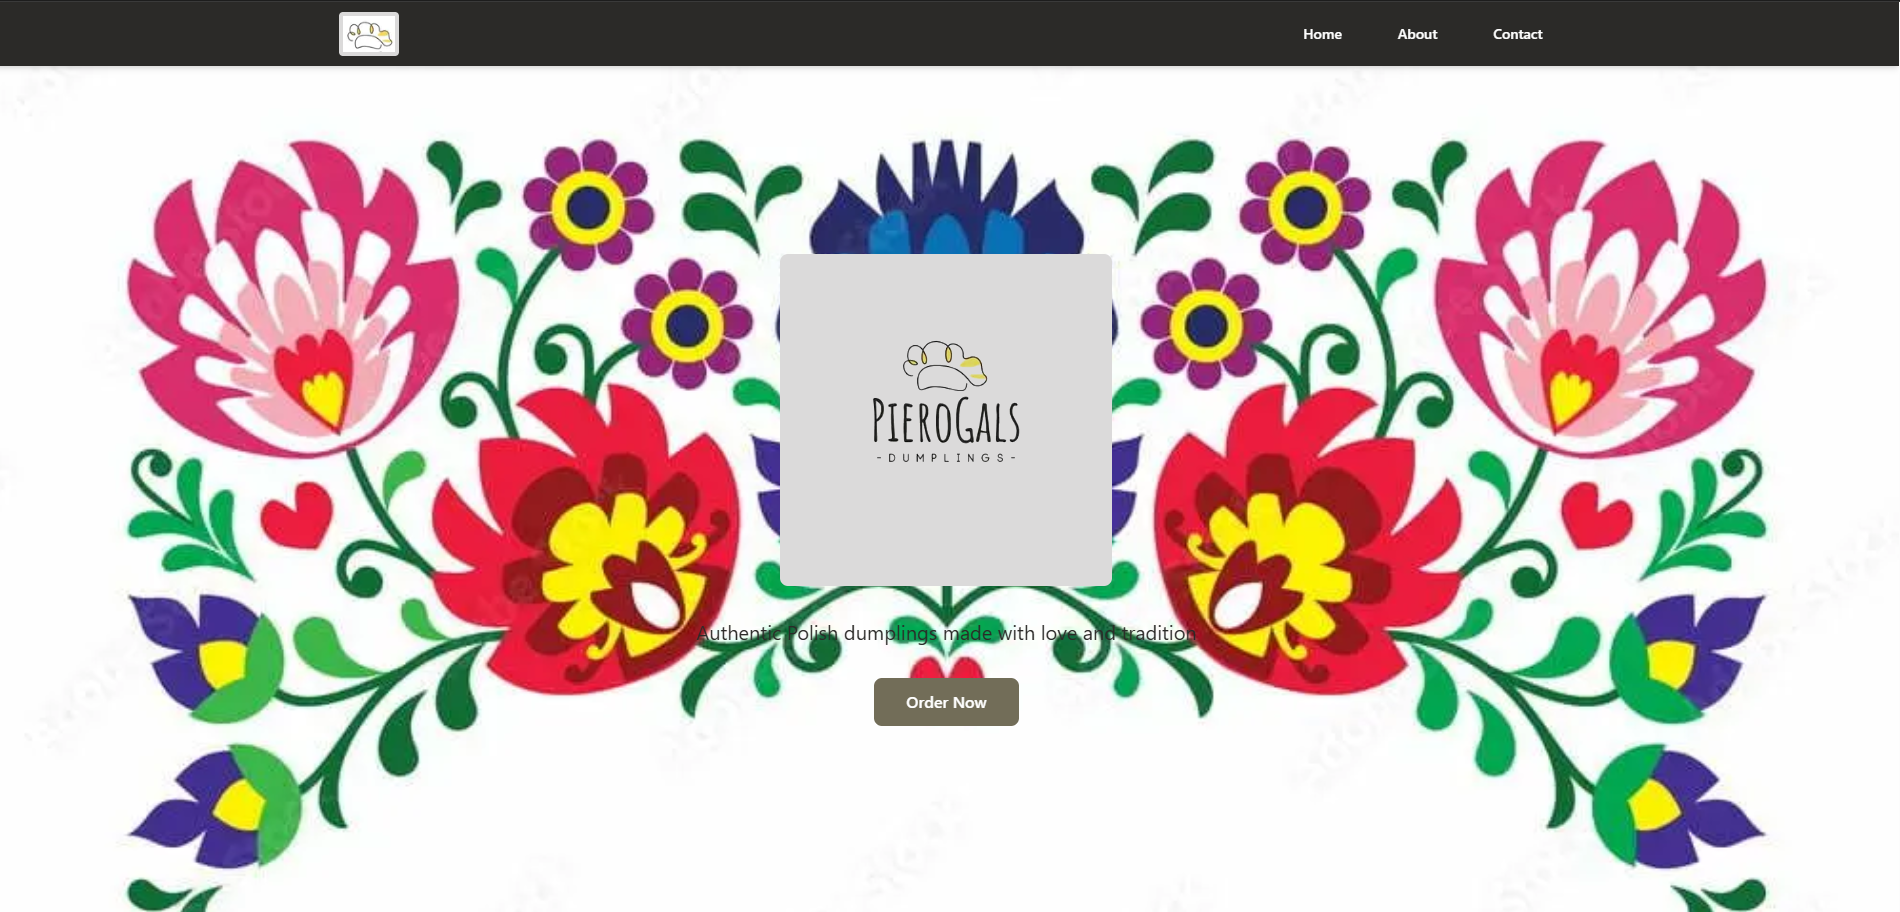 Home
About
Contact
PIEROGALS
-DUMPLINGS-
Authentic Polish dumplings made with love and tradition
Order Now